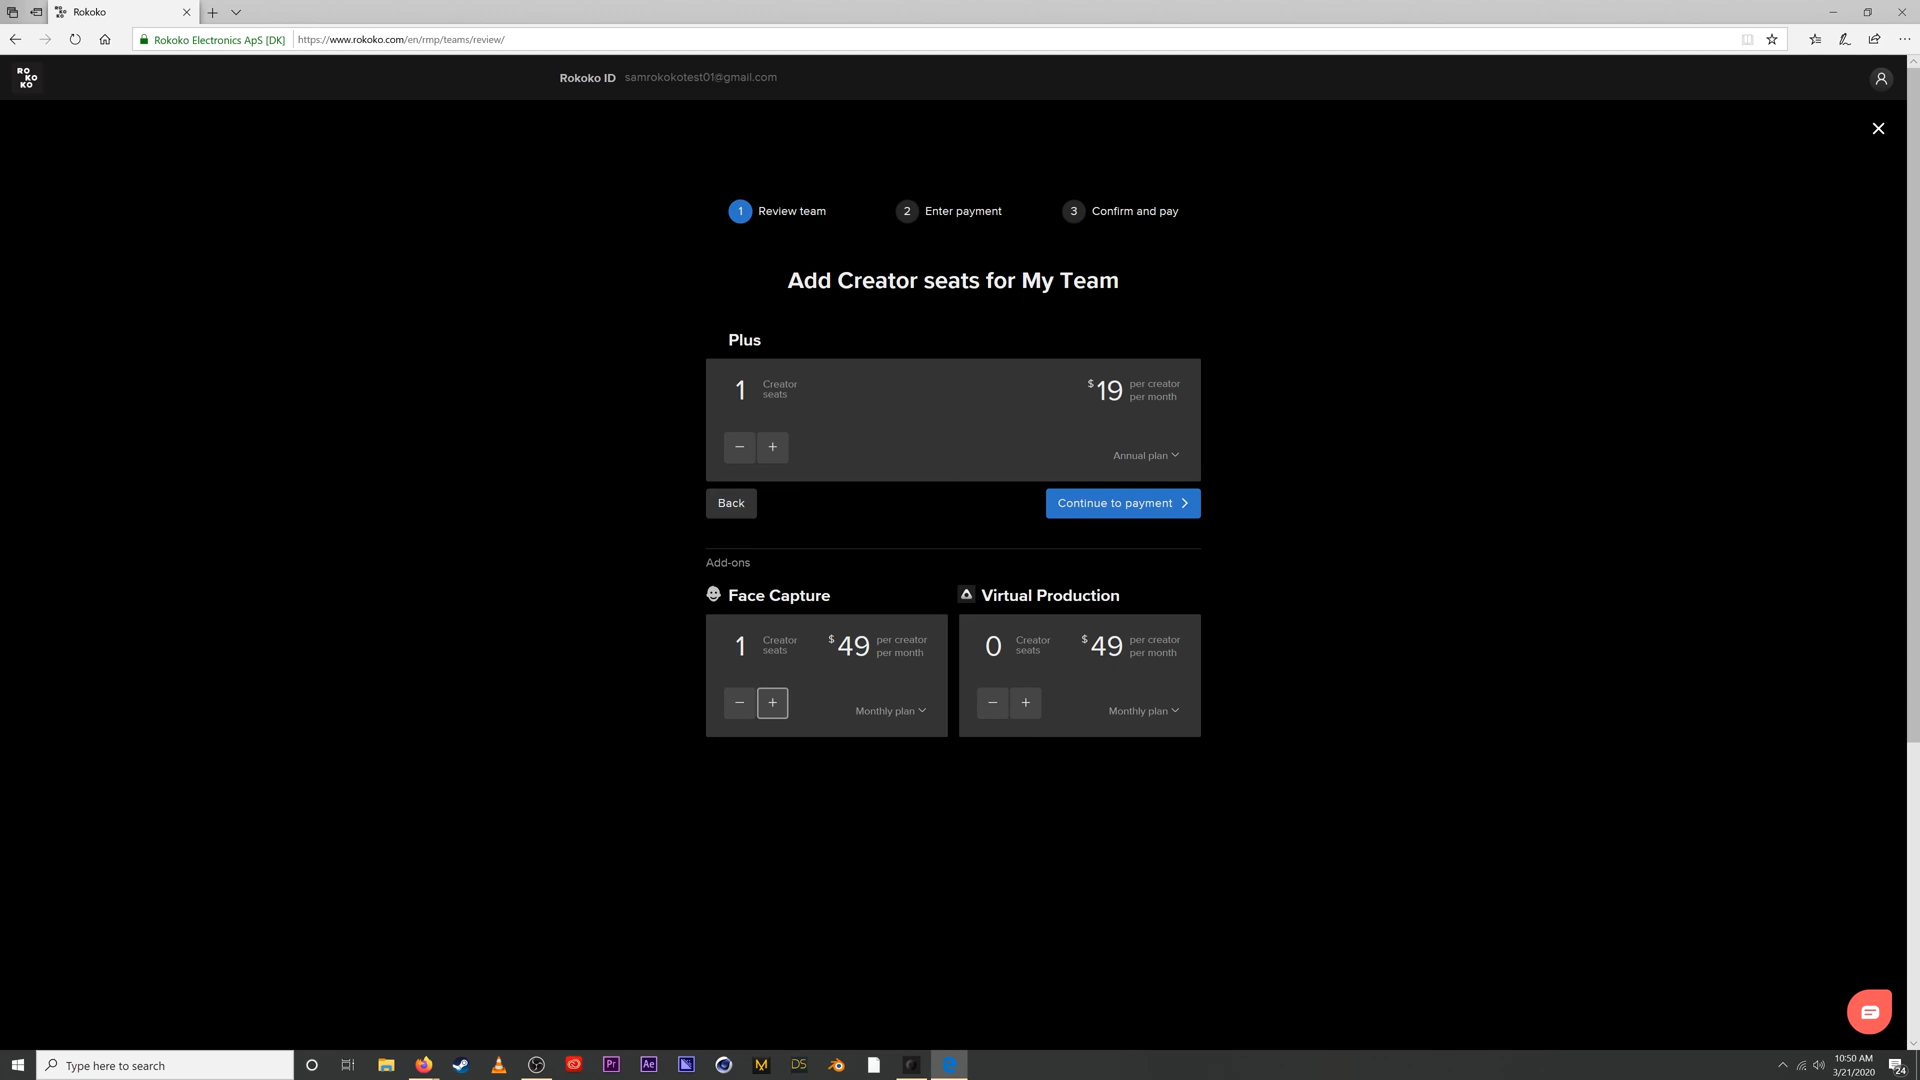 Rokoko
Rokoko Electronics ApS [DK]
https://www.rokoko.com/en/rmp/teams/review/
RO
KO
KO
Rokoko ID samrokokotest01@gmail.com
1 Review team
2 Enter payment
3 Confirm and pay
Add Creator seats for My Team
Plus
1 Creator seats
$19 per creator per month
− +
Annual plan
Back
Continue to payment
Add-ons
Face Capture
1 Creator seats
$49 per creator per month
− +
Monthly plan
Virtual Production
0 Creator seats
$49 per creator per month
− +
Monthly plan
Type here to search
Pr
Ae
DS
10:50 AM
3/21/2020
24